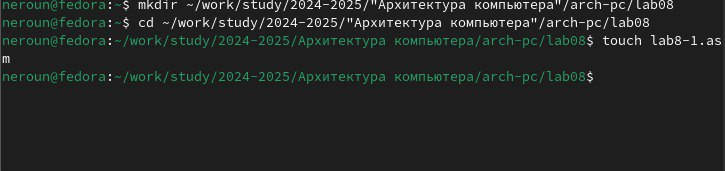 neroun@fedora:~$ mkdir ~/work/study/2024-2025/"Архитектура компьютера"/arch-pc/lab08
neroun@fedora:~$ cd ~/work/study/2024-2025/"Архитектура компьютера"/arch-pc/lab08
neroun@fedora:~/work/study/2024-2025/Архитектура компьютера/arch-pc/lab08$ touch lab8-1.as
m
neroun@fedora:~/work/study/2024-2025/Архитектура компьютера/arch-pc/lab08$